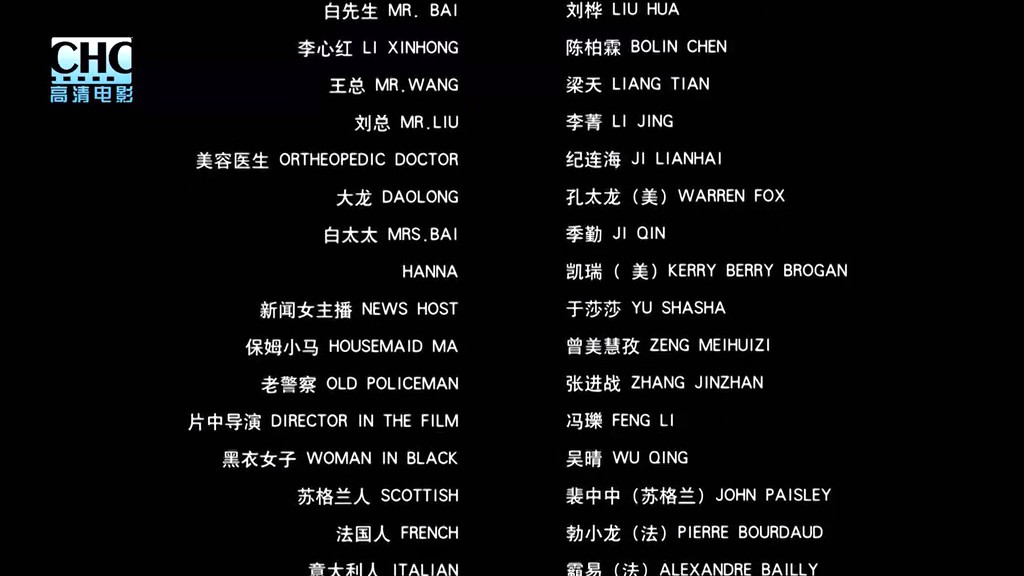 白先生 MR. BAI 刘桦 LIU HUA
CHC
高清电影
李心红 LI XINHONG 陈柏霖 BOLIN CHEN
王总 MR.WANG 梁天 LIANG TIAN
刘总 MR.LIU 李菁 LI JING
美容医生 ORTHEOPEDIC DOCTOR 纪连海 JI LIANHAI
大龙 DAOLONG 孔太龙（美）WARREN FOX
白太太 MRS.BAI 季勤 JI QIN
HANNA 凯瑞（ 美）KERRY BERRY BROGAN
新闻女主播 NEWS HOST 于莎莎 YU SHASHA
保姆小马 HOUSEMAID MA 曾美慧孜 ZENG MEIHUIZI
老警察 OLD POLICEMAN 张进战 ZHANG JINZHAN
片中导演 DIRECTOR IN THE FILM 冯瓅 FENG LI
黑衣女子 WOMAN IN BLACK 吴晴 WU QING
苏格兰人 SCOTTISH 裴中中（苏格兰）JOHN PAISLEY
法国人 FRENCH 勃小龙（法）PIERRE BOURDAUD
意大利人 ITALIAN 霸易（法）ALEXANDRE BAILLY